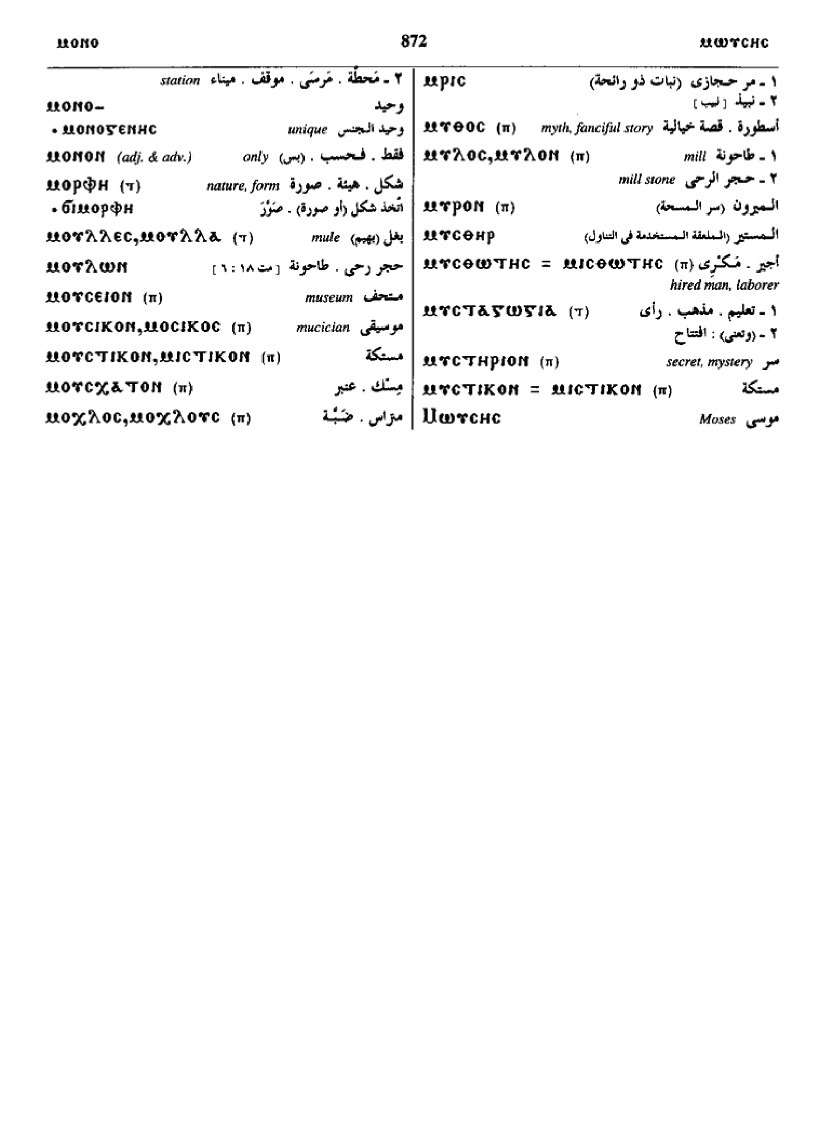 ⲙⲟⲛⲟ 872 ⲙⲱⲩⲥⲏⲥ
٢ ـ مَحطَّة . مَرسَى . موقف . ميناء station
ⲙⲟⲛⲟ– وحيد
• ⲙⲟⲛⲟⲅⲉⲛⲏⲥ وحيد الجنس unique
ⲙⲟⲛⲟⲛ (adj. & adv.) فقط . فحسب . (بس) only
ⲙⲟⲣⲫⲏ (ⲧ) شكل . هيئة . صورة nature, form
• ϭⲓⲙⲟⲣⲫⲏ اتّخذ شكل (أو صورة) . صَوَّرَ
ⲙⲟⲩⲗⲗⲉⲥ,ⲙⲟⲩⲗⲗⲁ (ⲧ) بغل (بهيم) mule
ⲙⲟⲩⲗⲱⲛ حجر رحى . طاحونة [مت ١٨ : ٦]
ⲙⲟⲩⲥⲉⲓⲟⲛ (ⲡ) متحف museum
ⲙⲟⲩⲥⲓⲕⲟⲛ,ⲙⲟⲥⲓⲕⲟⲥ (ⲡ) موسيقى mucician
ⲙⲟⲩⲥⲧⲓⲕⲟⲛ,ⲙⲓⲥⲧⲓⲕⲟⲛ (ⲡ) مستكة
ⲙⲟⲩⲥⲭⲁⲧⲟⲛ (ⲡ) مِسْك . عنبر
ⲙⲟⲭⲗⲟⲥ,ⲙⲟⲭⲗⲟⲩⲥ (ⲡ) متراس . ضَبَّة
ⲙⲣⲓⲥ ١ ـ مر حجازى (نبات ذو رائحة)
٢ ـ نبيذ [لبيب]
ⲙⲩⲑⲟⲥ (ⲡ) أسطورة . قصة خيالية myth, fanciful story
ⲙⲩⲗⲟⲥ,ⲙⲩⲗⲟⲛ (ⲡ) ١ ـ طاحونة mill
٢ ـ حجر الرحى mill stone
ⲙⲩⲣⲟⲛ (ⲡ) الميرون (سر المسحة)
ⲙⲩⲥⲑⲏⲣ المستير (الملعقة المستخدمة فى التناول)
ⲙⲩⲥⲑⲱⲧⲏⲥ = ⲙⲓⲥⲑⲱⲧⲏⲥ (ⲡ) أجير . مُكْرِى
hired man, laborer
ⲙⲩⲥⲧⲁⲅⲱⲅⲓⲁ (ⲧ) ١ ـ تعليم . مذهب . رأى
٢ ـ (وتعنى) : افتتاح
ⲙⲩⲥⲧⲏⲣⲓⲟⲛ (ⲡ) سر secret, mystery
ⲙⲩⲥⲧⲓⲕⲟⲛ = ⲙⲓⲥⲧⲓⲕⲟⲛ (ⲡ) مستكة
Ⲙⲱⲩⲥⲏⲥ موسى Moses